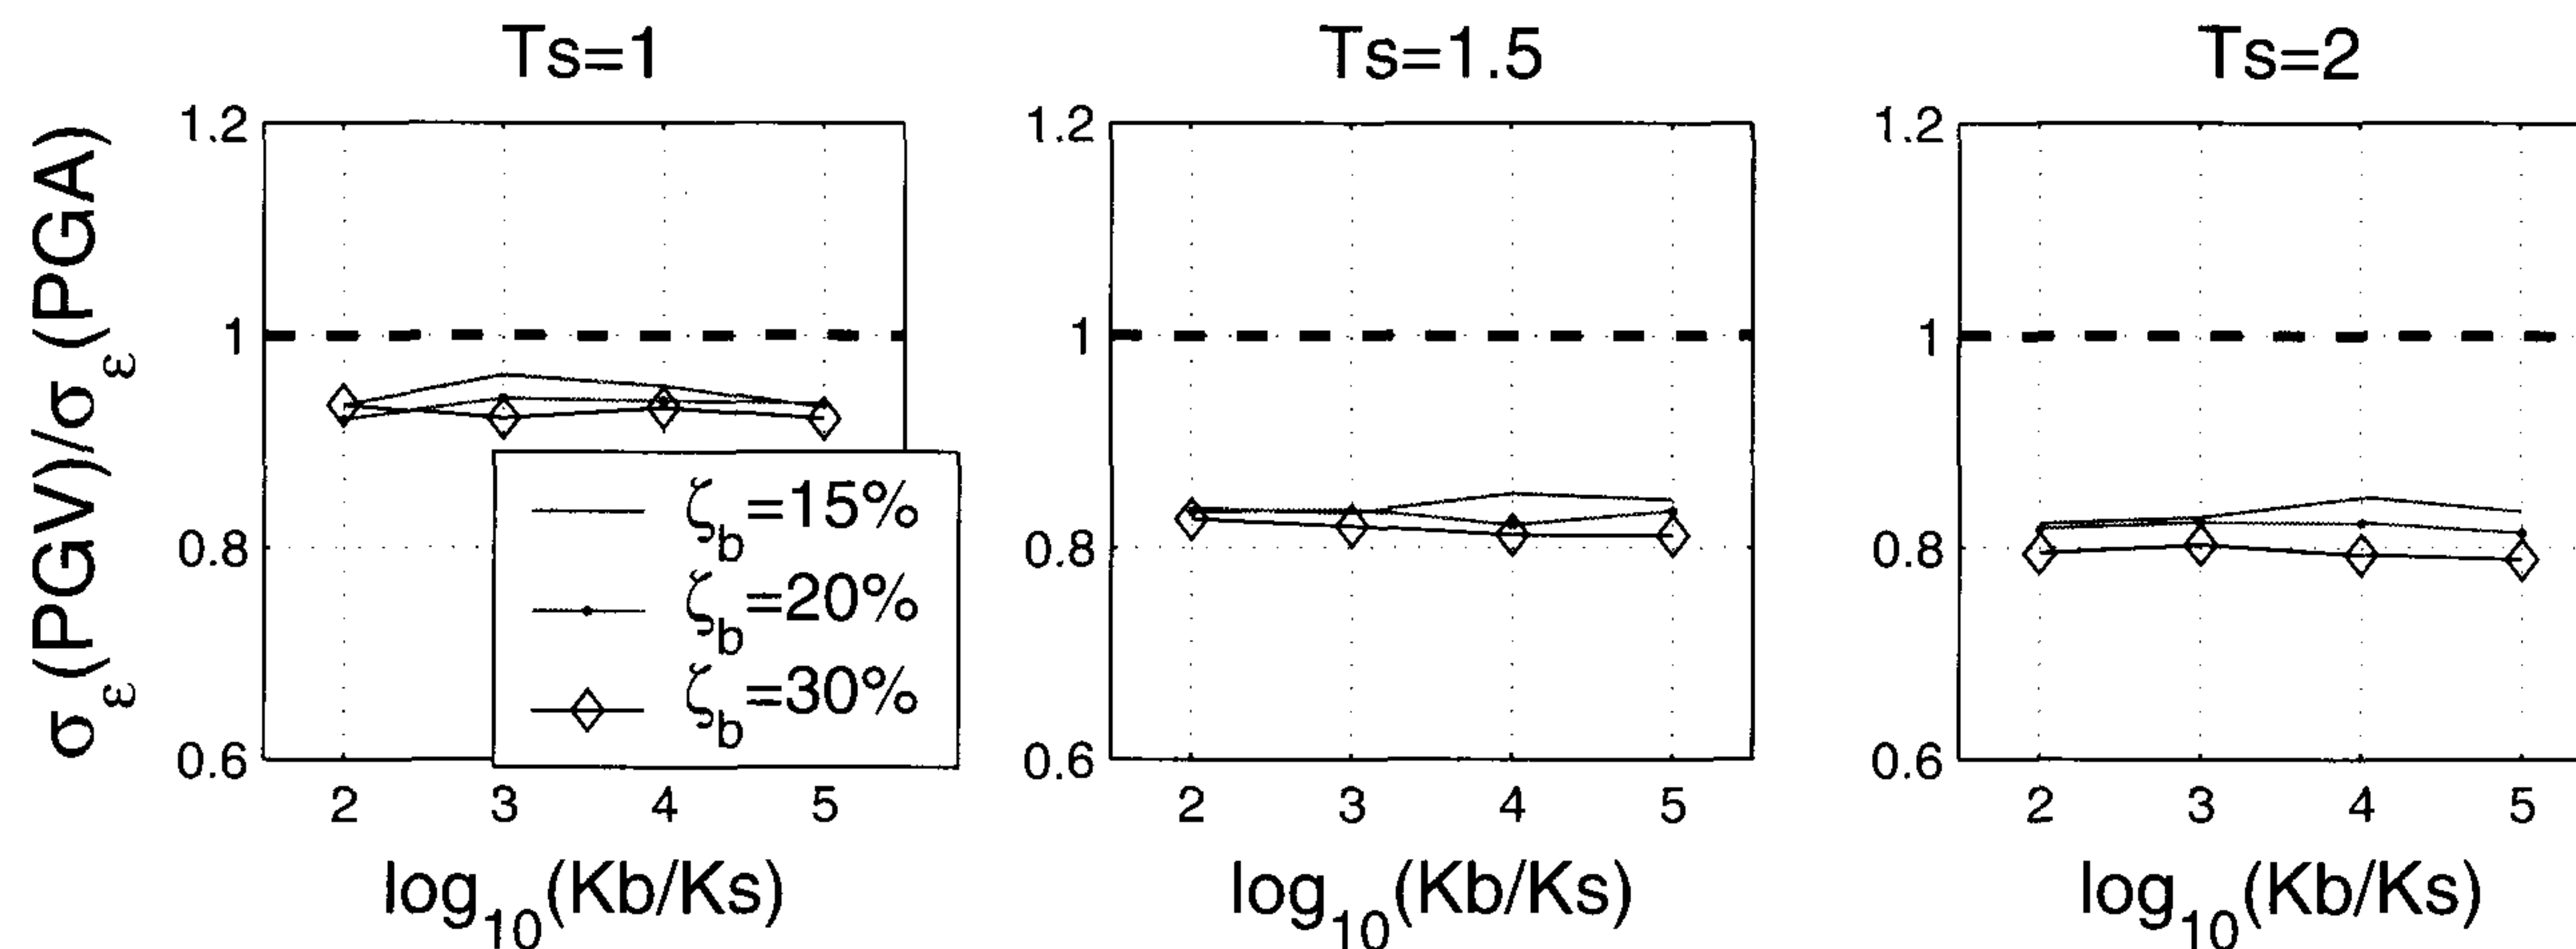 Ts=1
Ts=1.5
Ts=2
σε(PGV)/σε(PGA)
1.2
1
0.8
0.6
2 3 4 5
log10(Kb/Ks)
ζb=15%
ζb=20%
ζb=30%
1.2
1
0.8
0.6
2 3 4 5
log10(Kb/Ks)
1.2
1
0.8
0.6
2 3 4 5
log10(Kb/Ks)